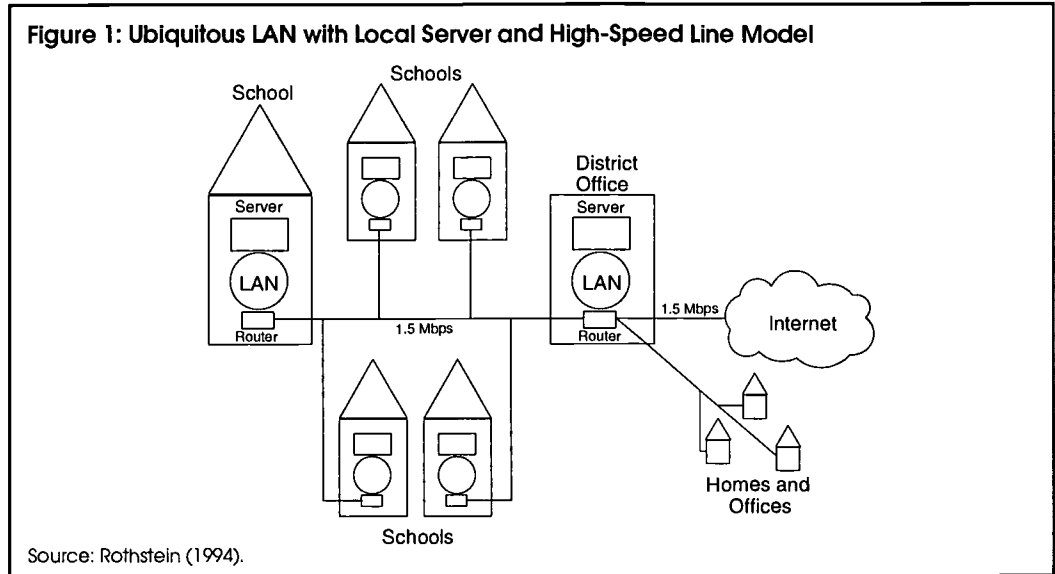 Figure 1: Ubiquitous LAN with Local Server and High-Speed Line Model
Schools
School
District
Office
Server
Server
LAN
LAN
1.5 Mbps
Internet
1.5 Mbps
Router
Router
Homes and
Offices
Schools
Source: Rothstein (1994).